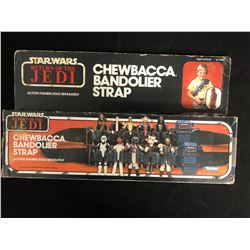 STAR WARS
RETURN OF THE
JEDI
ACTION FIGURES SOLD SEPARATELY
CHEWBACCA
BANDOLIER
STRAP
STAR WARS
RETURN OF THE
JEDI
CHEWBACCA
BANDOLIER
STRAP
ACTION FIGURES SOLD SEPARATELY
Kenner